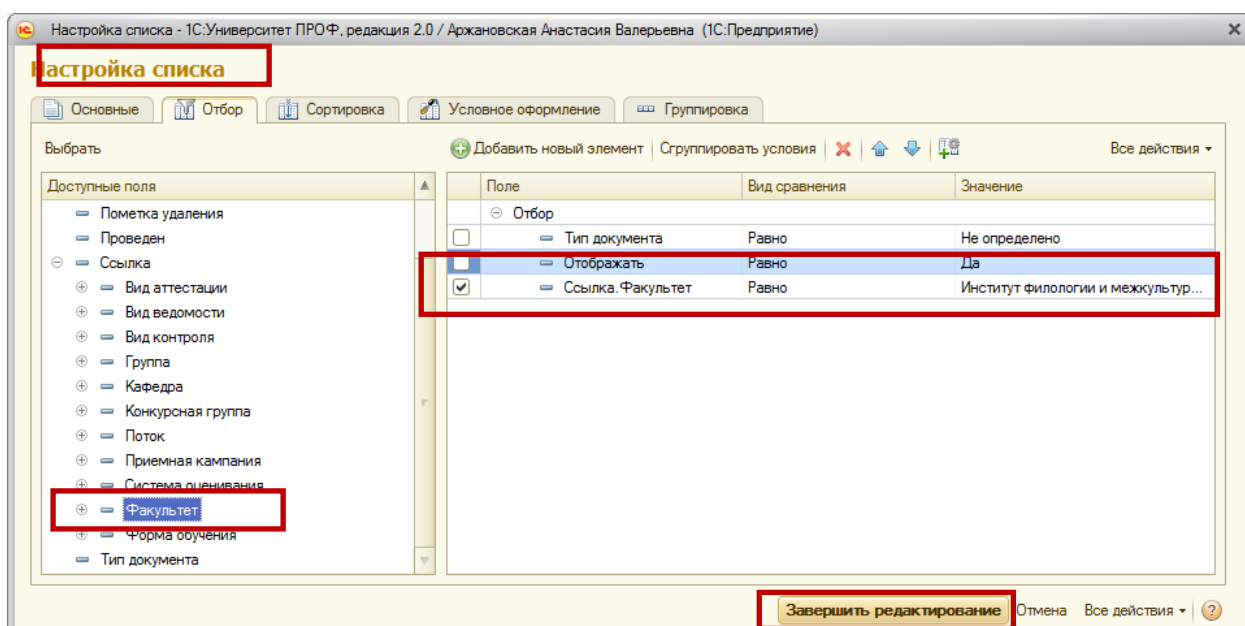 Настройка списка - 1С:Университет ПРОФ, редакция 2.0 / Аржановская Анастасия Валерьевна (1С:Предприятие)
Настройка списка
Основные Отбор Сортировка Условное оформление Группировка
Выбрать Добавить новый элемент Сгруппировать условия Все действия
Доступные поля Поле Вид сравнения Значение
Пометка удаления Отбор
Проведен Тип документа Равно Не определено
Ссылка Отображать Равно Да
Вид аттестации Ссылка.Факультет Равно Институт филологии и межкультур...
Вид ведомости
Вид контроля
Группа
Кафедра
Конкурсная группа
Поток
Приемная кампания
Система оценивания
Факультет
Форма обучения
Тип документа
Завершить редактирование Отмена Все действия ?